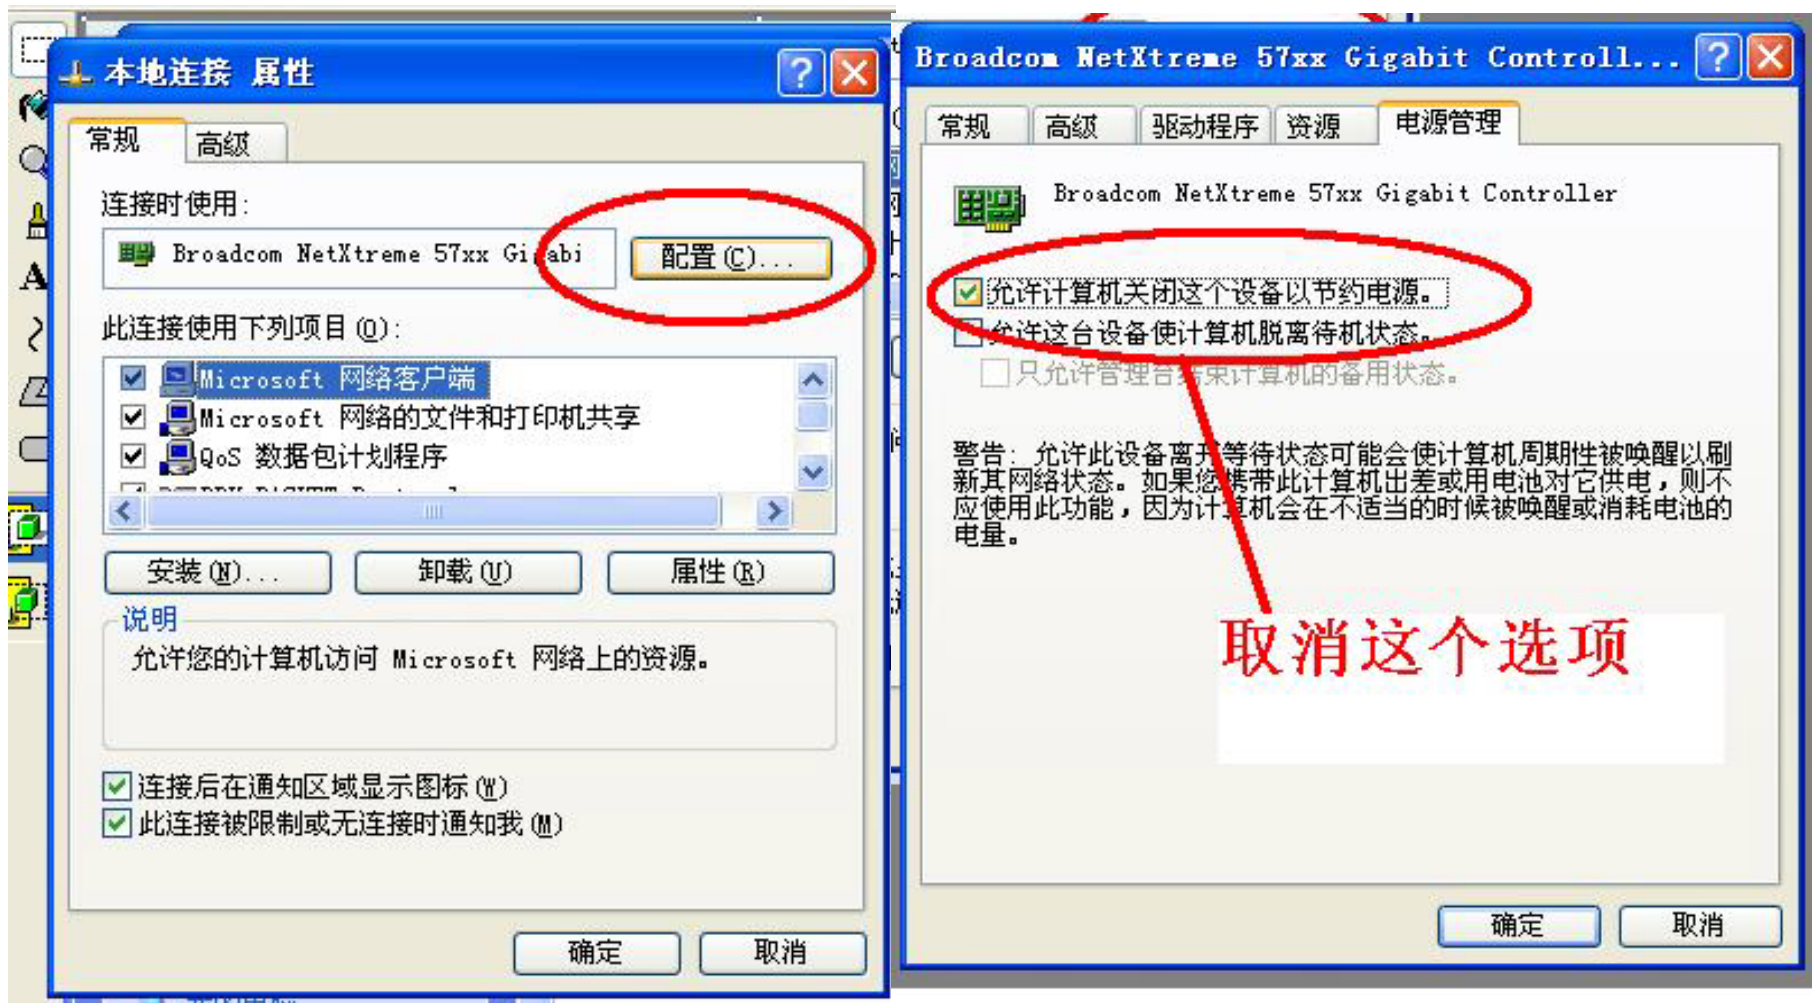 本地连接 属性
常规
高级
连接时使用:
Broadcom NetXtreme 57xx Gigabi
配置(C)...
此连接使用下列项目(O):
Microsoft 网络客户端
Microsoft 网络的文件和打印机共享
QoS 数据包计划程序
安装(N)...
卸载(U)
属性(R)
说明
允许您的计算机访问 Microsoft 网络上的资源。
连接后在通知区域显示图标(W)
此连接被限制或无连接时通知我(M)
确定
取消
Broadcom NetXtreme 57xx Gigabit Controll...
常规
高级
驱动程序
资源
电源管理
Broadcom NetXtreme 57xx Gigabit Controller
允许计算机关闭这个设备以节约电源。
允许这台设备使计算机脱离待机状态。
只允许管理台结束计算机的备用状态。
警告: 允许此设备离开等待状态可能会使计算机周期性被唤醒以刷
新其网络状态。如果您携带此计算机出差或用电池对它供电，则不
应使用此功能，因为计算机会在不适当的时候被唤醒或消耗电池的
电量。
取消这个选项
确定
取消